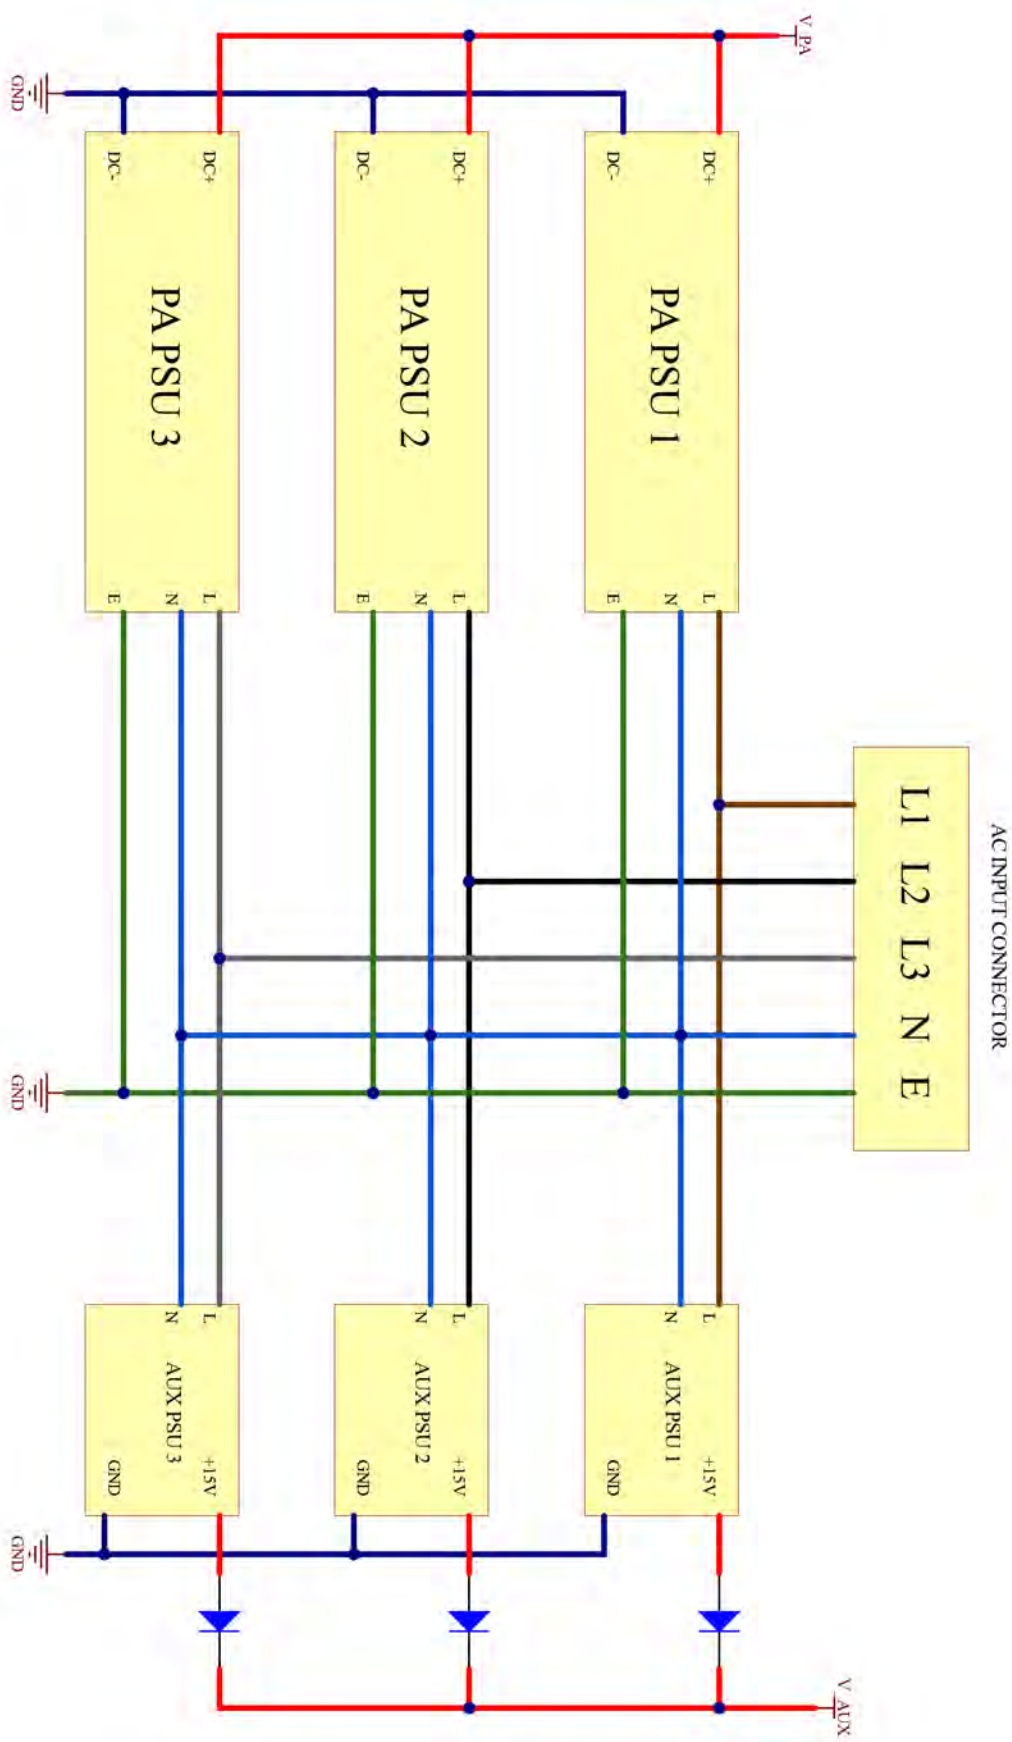 AC INPUT CONNECTOR
L1 L2 L3 N E
V_PA
DC+
DC-
PA PSU 1
L
N
E
L
N
AUX PSU 1
+15V
GND
V_AUX
DC+
DC-
PA PSU 2
L
N
E
L
N
AUX PSU 2
+15V
GND
DC+
DC-
PA PSU 3
L
N
E
L
N
AUX PSU 3
+15V
GND
GND
GND
GND